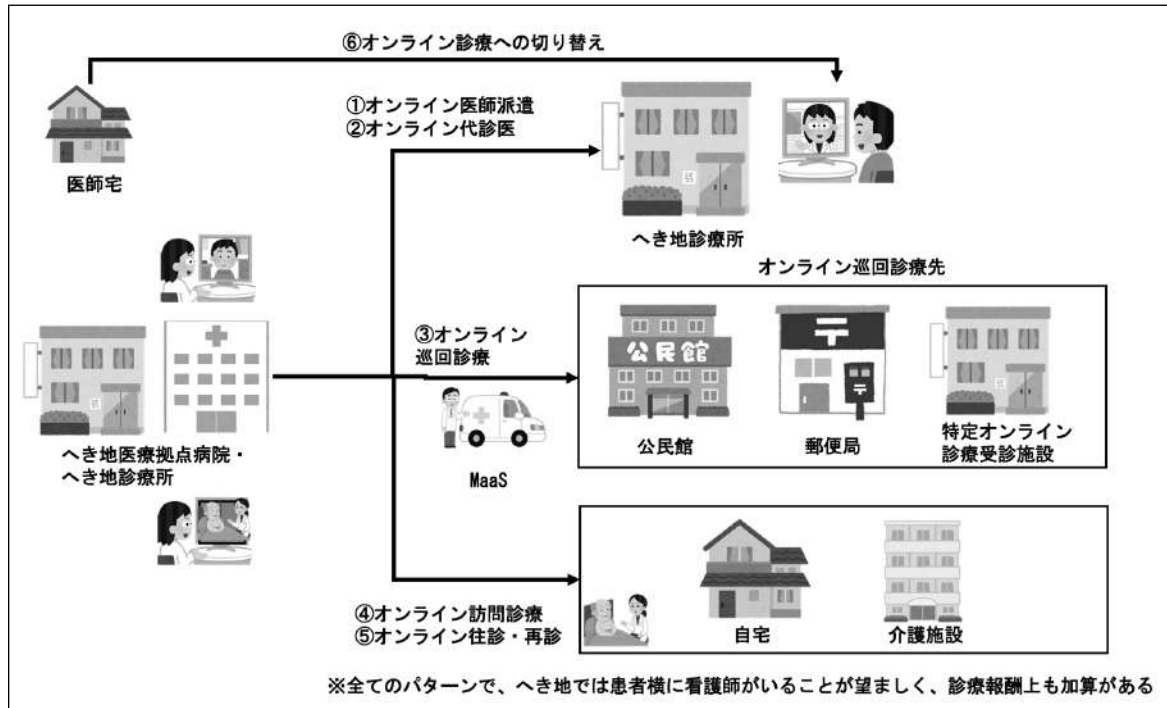 ⑥オンライン診療への切り替え
医師宅
①オンライン医師派遣
②オンライン代診医
へき地診療所
へき地医療拠点病院・
へき地診療所
③オンライン
巡回診療
MaaS
オンライン巡回診療先
公民館
公民館
郵便局
特定オンライン
診療受診施設
④オンライン訪問診療
⑤オンライン往診・再診
自宅
介護施設
※全てのパターンで、へき地では患者横に看護師がいることが望ましく、診療報酬上も加算がある